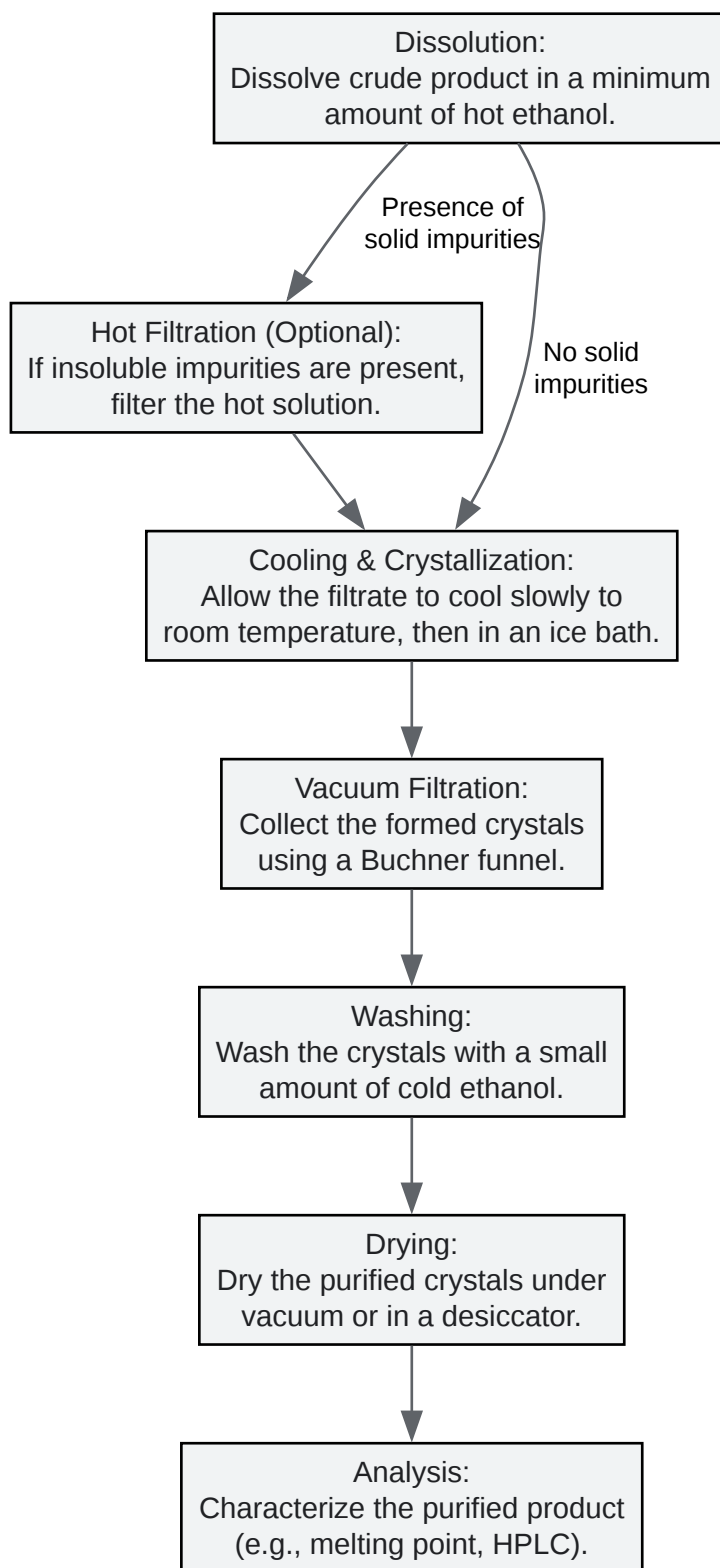 Dissolution:
Dissolve crude product in a minimum
amount of hot ethanol.
Presence of
solid impurities
Hot Filtration (Optional):
If insoluble impurities are present,
filter the hot solution.
No solid
impurities
Cooling & Crystallization:
Allow the filtrate to cool slowly to
room temperature, then in an ice bath.
Vacuum Filtration:
Collect the formed crystals
using a Buchner funnel.
Washing:
Wash the crystals with a small
amount of cold ethanol.
Drying:
Dry the purified crystals under
vacuum or in a desiccator.
Analysis:
Characterize the purified product
(e.g., melting point, HPLC).